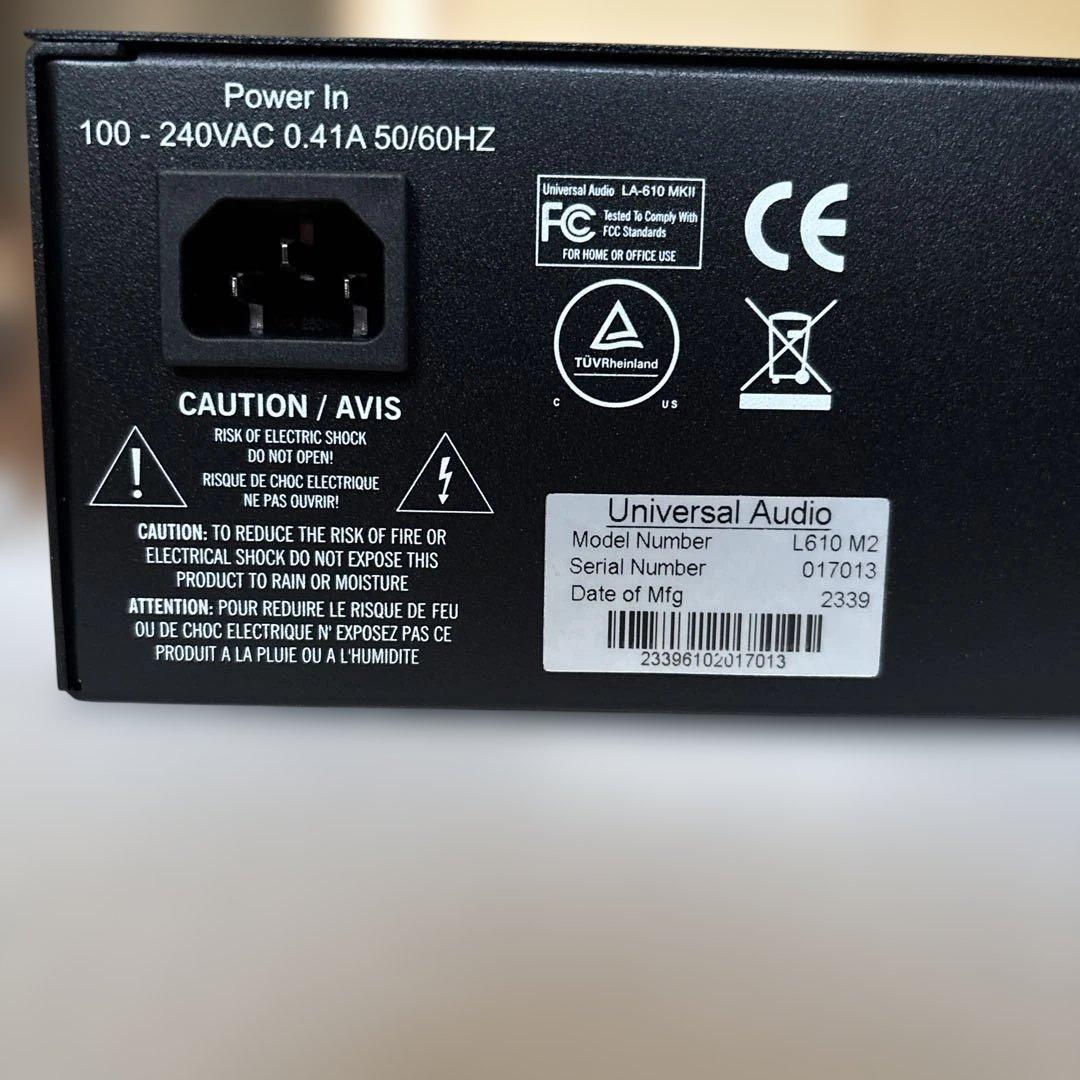 Power In
100 - 240VAC 0.41A 50/60HZ
Universal Audio LA-610 MKII
FC Tested To Comply With
FCC Standards
FOR HOME OR OFFICE USE
CE
TÜVRheinland
C US
CAUTION / AVIS
RISK OF ELECTRIC SHOCK
DO NOT OPEN!
RISQUE DE CHOC ELECTRIQUE
NE PAS OUVRIR!
CAUTION: TO REDUCE THE RISK OF FIRE OR
ELECTRICAL SHOCK DO NOT EXPOSE THIS
PRODUCT TO RAIN OR MOISTURE
ATTENTION: POUR REDUIRE LE RISQUE DE FEU
OU DE CHOC ELECTRIQUE N' EXPOSEZ PAS CE
PRODUIT A LA PLUIE OU A L'HUMIDITE
Universal Audio
Model Number L610 M2
Serial Number 017013
Date of Mfg 2339
23396102017013